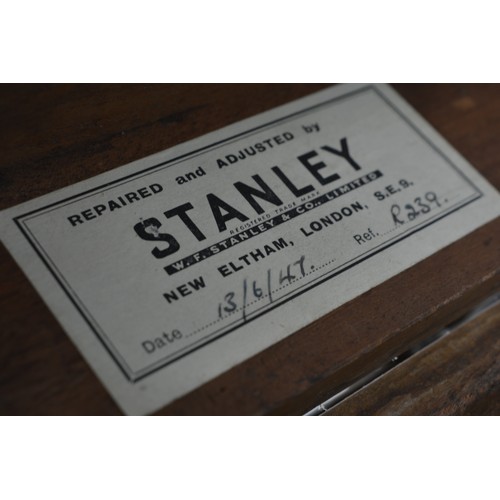 REPAIRED and ADJUSTED by
STANLEY
REGISTERED TRADE MARK
W. F. STANLEY & CO., LIMITED
NEW ELTHAM, LONDON, S.E.9.
Date 13/6/47. Ref. R239.